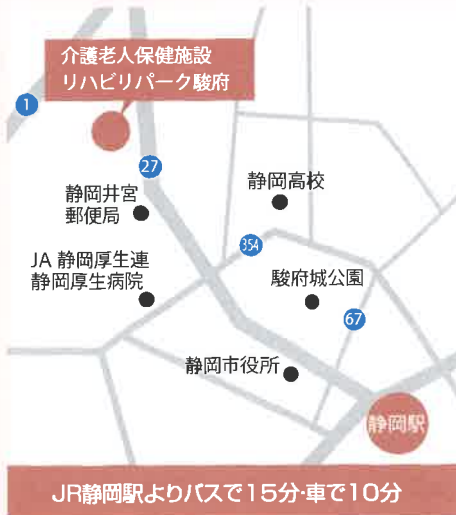 介護老人保健施設
リハビリパーク駿府
1
27
静岡井宮
郵便局
静岡高校
354
JA 静岡厚生連
静岡厚生病院
駿府城公園
67
静岡市役所
静岡駅
JR静岡駅よりバスで15分・車で10分